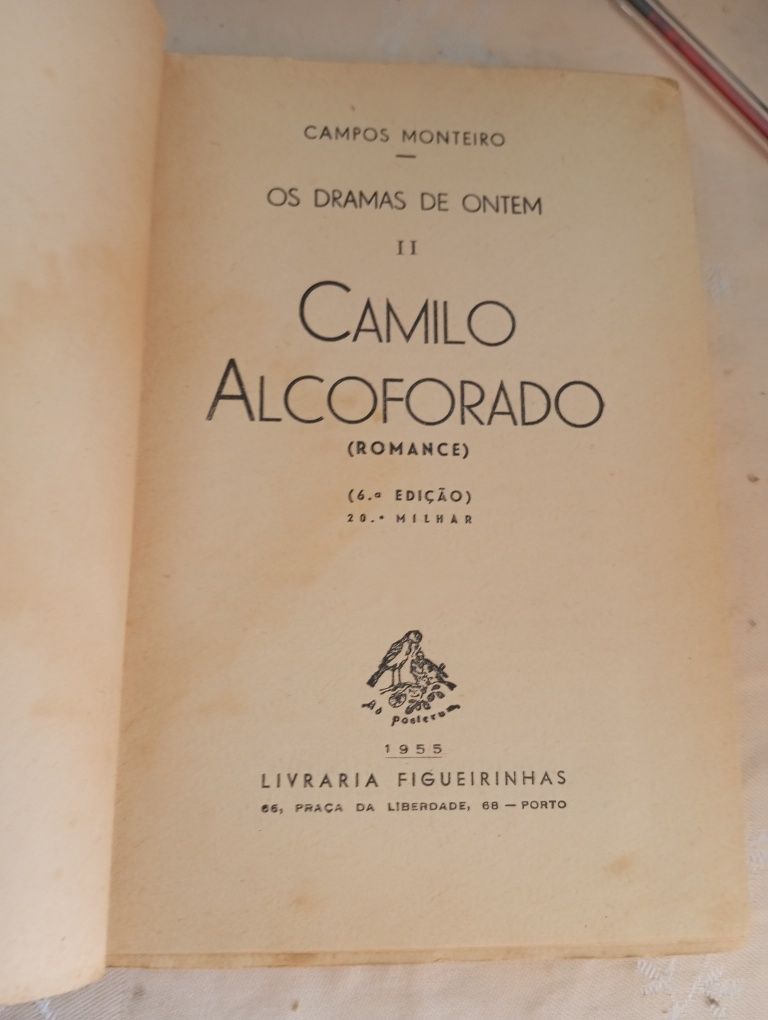 CAMPOS MONTEIRO
OS DRAMAS DE ONTEM
II
CAMILO
ALCOFORADO
(ROMANCE)
(6.ª EDIÇÃO)
20.º MILHAR
Ad Posterum
1955
LIVRARIA FIGUEIRINHAS
66, PRAÇA DA LIBERDADE, 68 — PORTO